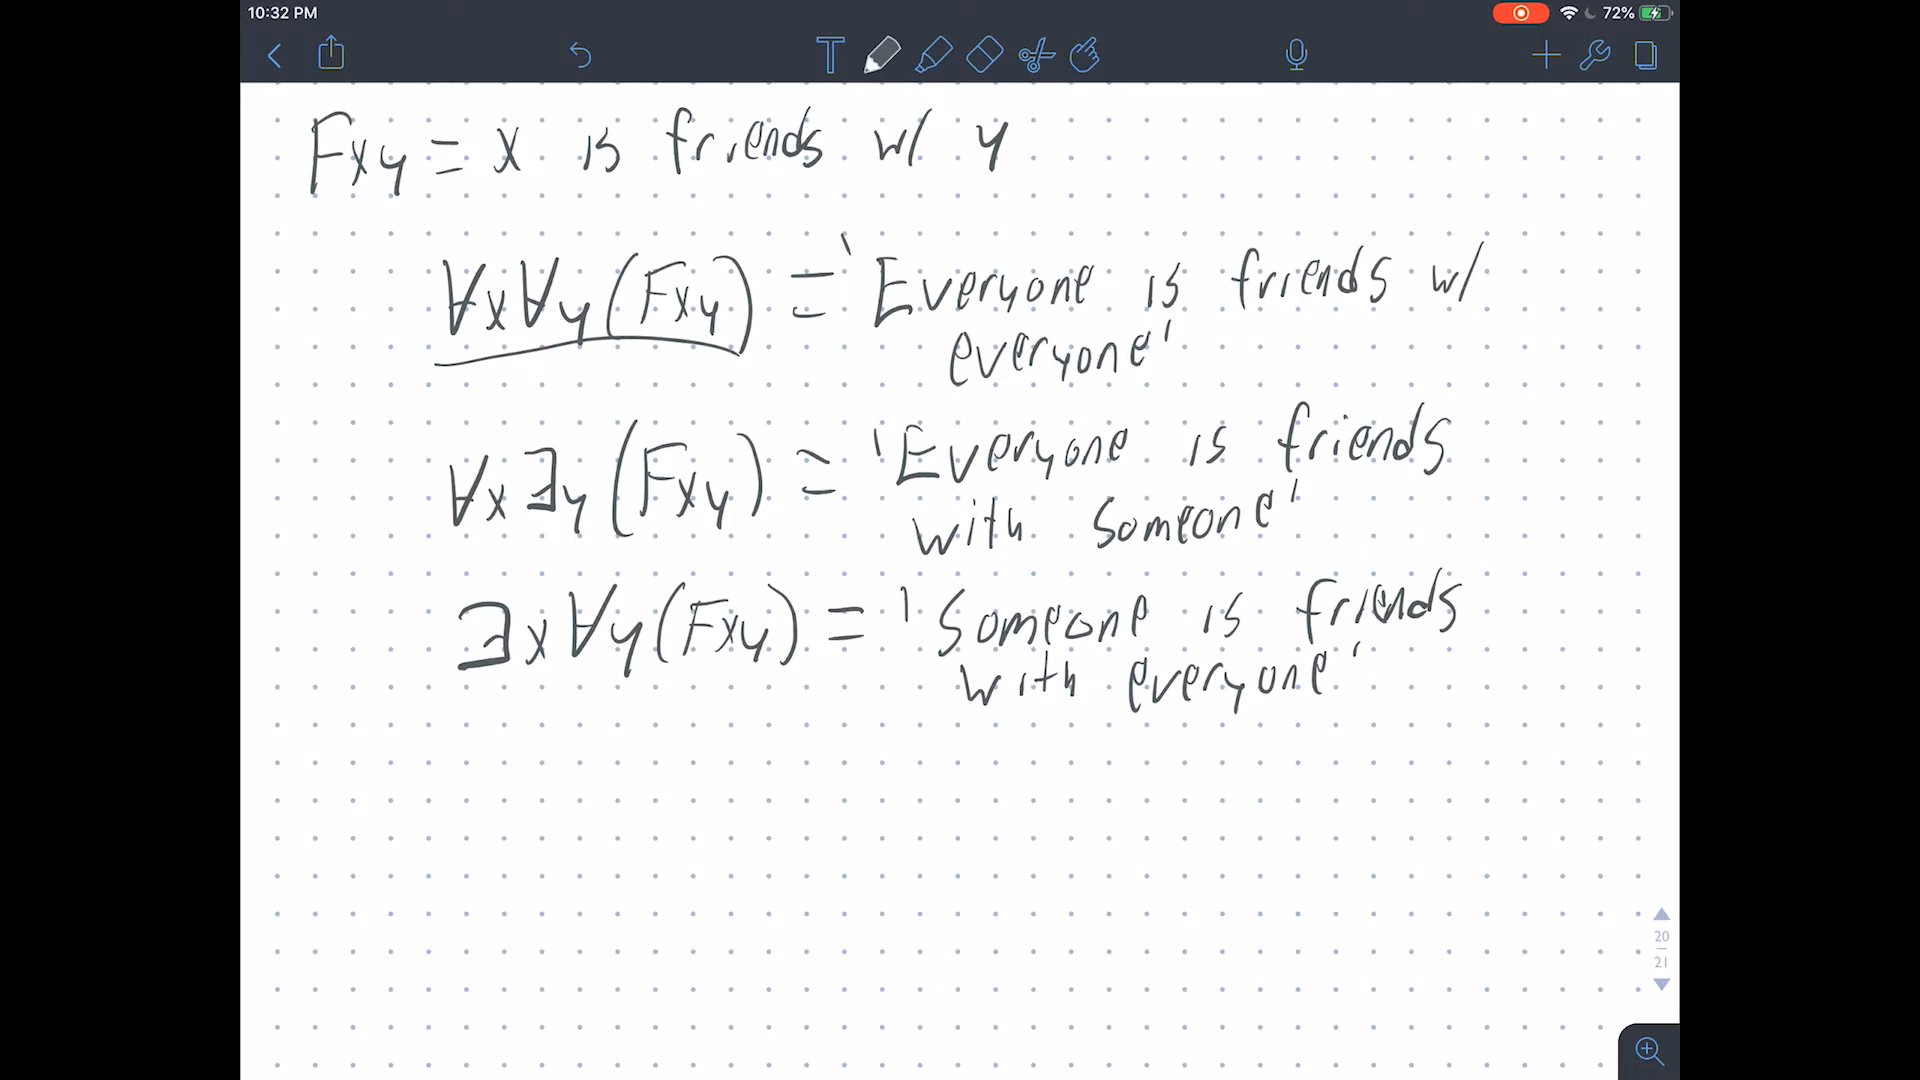 10:32 PM
72%
T
Fxy = x is friends w/ y
∀x∀y(Fxy) = 'Everyone is friends w/
everyone'
∀x∃y(Fxy) = 'Everyone is friends
with someone'
∃x∀y(Fxy) = 'Someone is friends
with everyone'
20
21